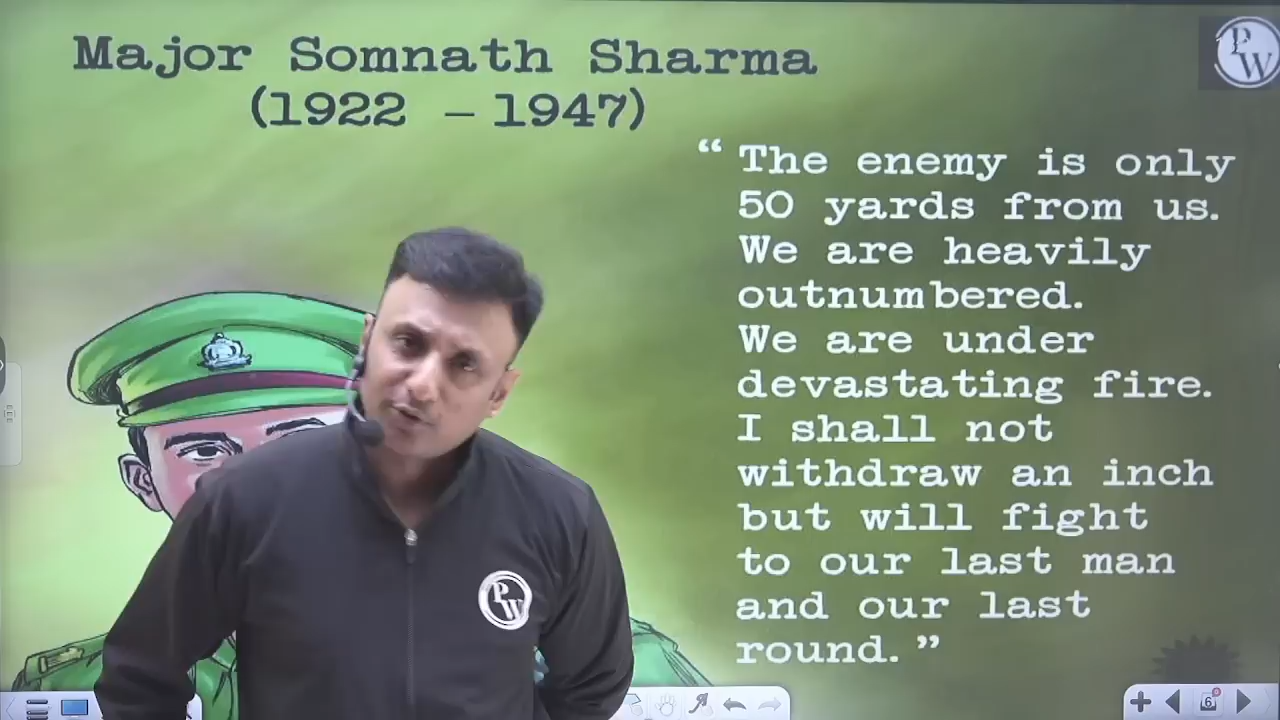 Major Somnath Sharma
(1922 – 1947)
“ The enemy is only
50 yards from us.
We are heavily
outnumbered.
We are under
devastating fire.
I shall not
withdraw an inch
but will fight
to our last man
and our last
round. ”
PW
PW
6